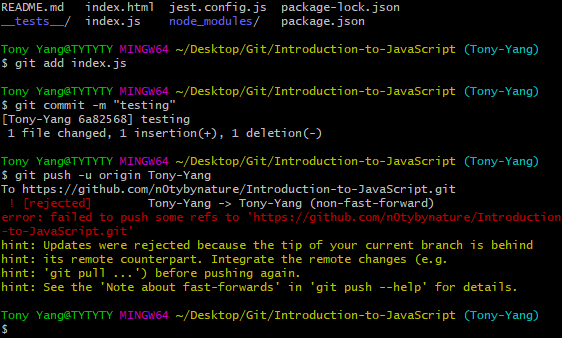 README.md   index.html  jest.config.js  package-lock.json
__tests__/  index.js    node_modules/   package.json
Tony Yang@TYTYTY MINGW64 ~/Desktop/Git/Introduction-to-JavaScript (Tony-Yang)
$ git add index.js
Tony Yang@TYTYTY MINGW64 ~/Desktop/Git/Introduction-to-JavaScript (Tony-Yang)
$ git commit -m "testing"
[Tony-Yang 6a82568] testing
 1 file changed, 1 insertion(+), 1 deletion(-)
Tony Yang@TYTYTY MINGW64 ~/Desktop/Git/Introduction-to-JavaScript (Tony-Yang)
$ git push -u origin Tony-Yang
To https://github.com/n0tybynature/Introduction-to-JavaScript.git
 ! [rejected]        Tony-Yang -> Tony-Yang (non-fast-forward)
error: failed to push some refs to 'https://github.com/n0tybynature/Introduction
-to-JavaScript.git'
hint: Updates were rejected because the tip of your current branch is behind
hint: its remote counterpart. Integrate the remote changes (e.g.
hint: 'git pull ...') before pushing again.
hint: See the 'Note about fast-forwards' in 'git push --help' for details.
Tony Yang@TYTYTY MINGW64 ~/Desktop/Git/Introduction-to-JavaScript (Tony-Yang)
$